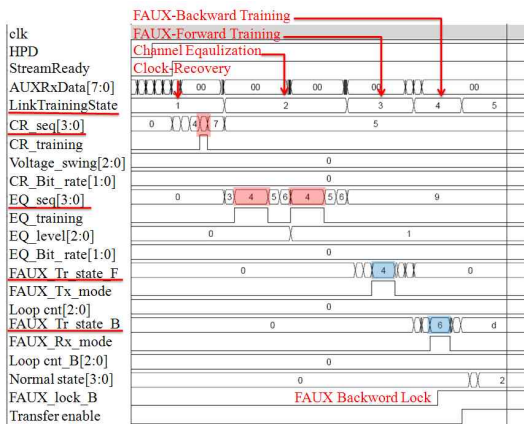 FAUX-Backward Training
clk
FAUX-Forward Training
HPD
Channel Eqaulization
StreamReady
Clock-Recovery
AUXRxData[7:0] 00 00 00 00 00
LinkTrainingState 1 2 3 4 5
CR_seq[3:0] 0 4 7 5
CR_training
Voltage_swing[2:0] 0
CR_Bit_rate[1:0] 0
EQ_seq[3:0] 0 3 4 5 6 4 5 6 9
EQ_training
EQ_level[2:0] 0 1
EQ_Bit_rate[1:0] 0
FAUX_Tr_state_F 0 4 0
FAUX_Tx_mode
Loop cnt[2:0] 0
FAUX_Tr_state_B 0 6 d
FAUX_Rx_mode
Loop cnt_B[2:0] 0
Normal state[3:0] 0 2
FAUX_lock_B FAUX Backword Lock
Transfer enable